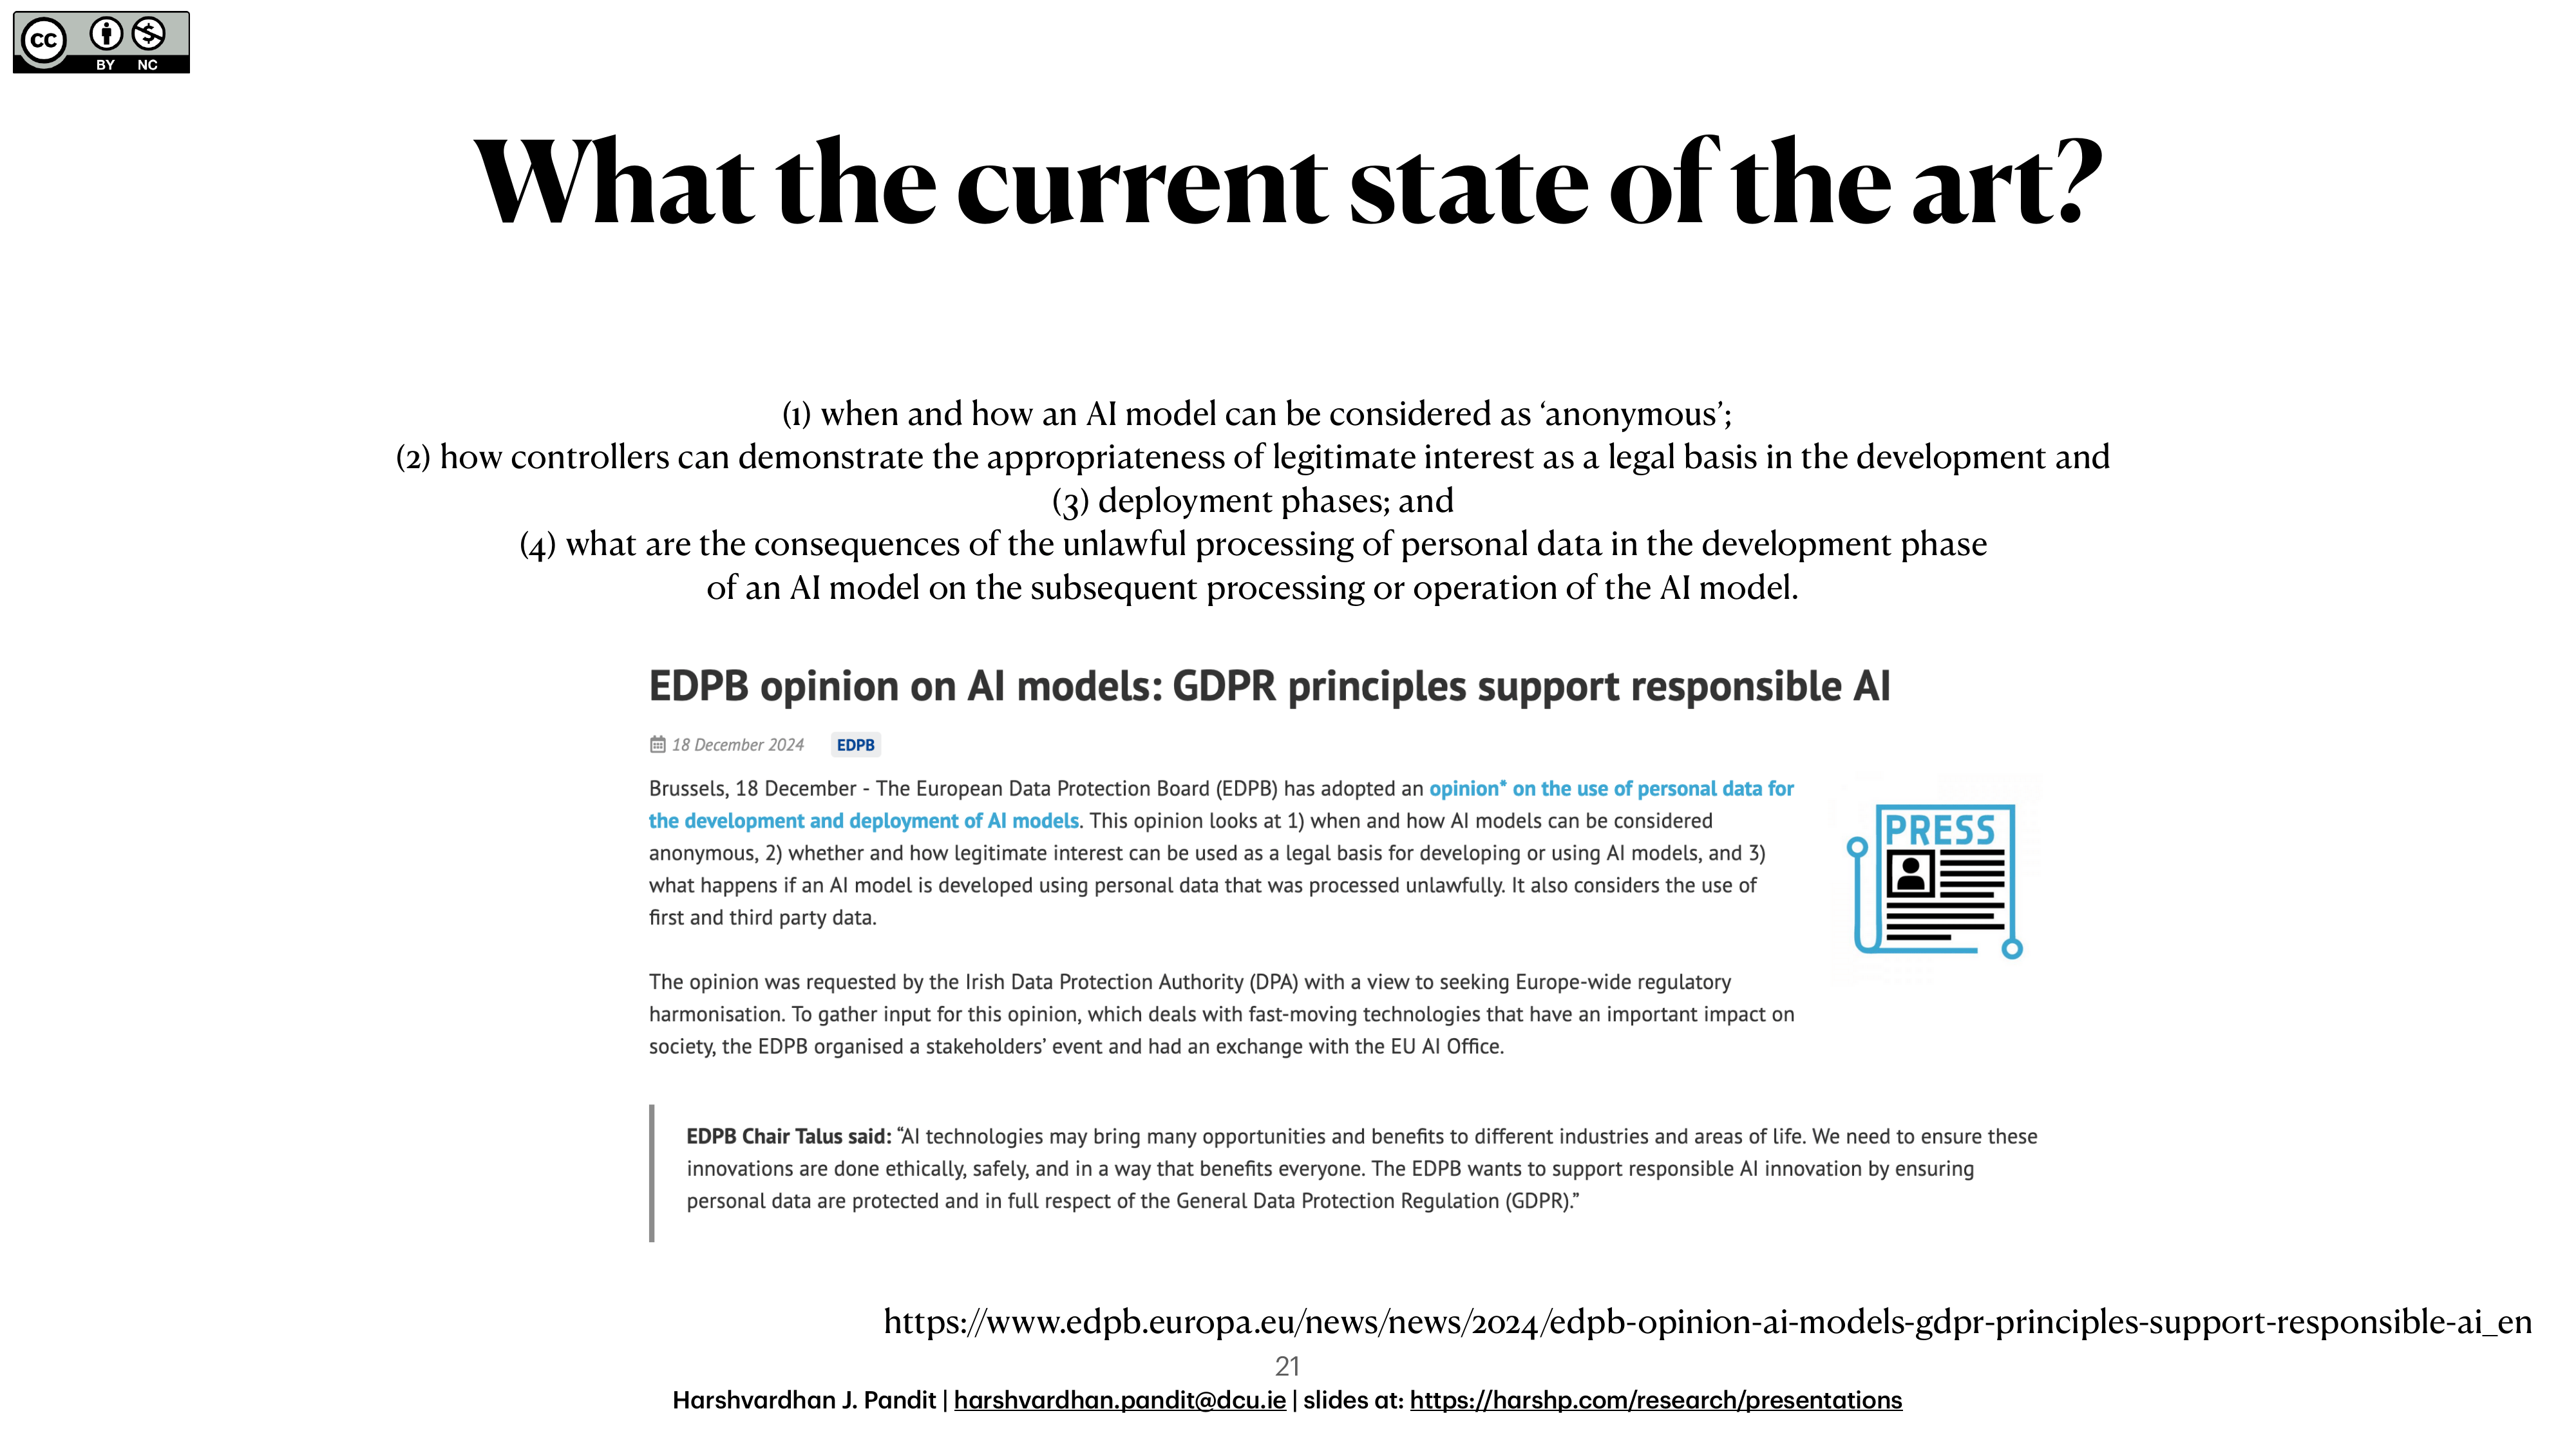 cc
BY NC
What the current state of the art?
(1) when and how an AI model can be considered as ‘anonymous’;
(2) how controllers can demonstrate the appropriateness of legitimate interest as a legal basis in the development and
(3) deployment phases; and
(4) what are the consequences of the unlawful processing of personal data in the development phase
of an AI model on the subsequent processing or operation of the AI model.
EDPB opinion on AI models: GDPR principles support responsible AI
18 December 2024 EDPB
Brussels, 18 December - The European Data Protection Board (EDPB) has adopted an opinion* on the use of personal data for
the development and deployment of AI models. This opinion looks at 1) when and how AI models can be considered
anonymous, 2) whether and how legitimate interest can be used as a legal basis for developing or using AI models, and 3)
what happens if an AI model is developed using personal data that was processed unlawfully. It also considers the use of
first and third party data.
PRESS
The opinion was requested by the Irish Data Protection Authority (DPA) with a view to seeking Europe-wide regulatory
harmonisation. To gather input for this opinion, which deals with fast-moving technologies that have an important impact on
society, the EDPB organised a stakeholders’ event and had an exchange with the EU AI Office.
EDPB Chair Talus said: “AI technologies may bring many opportunities and benefits to different industries and areas of life. We need to ensure these
innovations are done ethically, safely, and in a way that benefits everyone. The EDPB wants to support responsible AI innovation by ensuring
personal data are protected and in full respect of the General Data Protection Regulation (GDPR).”
https://www.edpb.europa.eu/news/news/2024/edpb-opinion-ai-models-gdpr-principles-support-responsible-ai_en
21
Harshvardhan J. Pandit | harshvardhan.pandit@dcu.ie | slides at: https://harshp.com/research/presentations